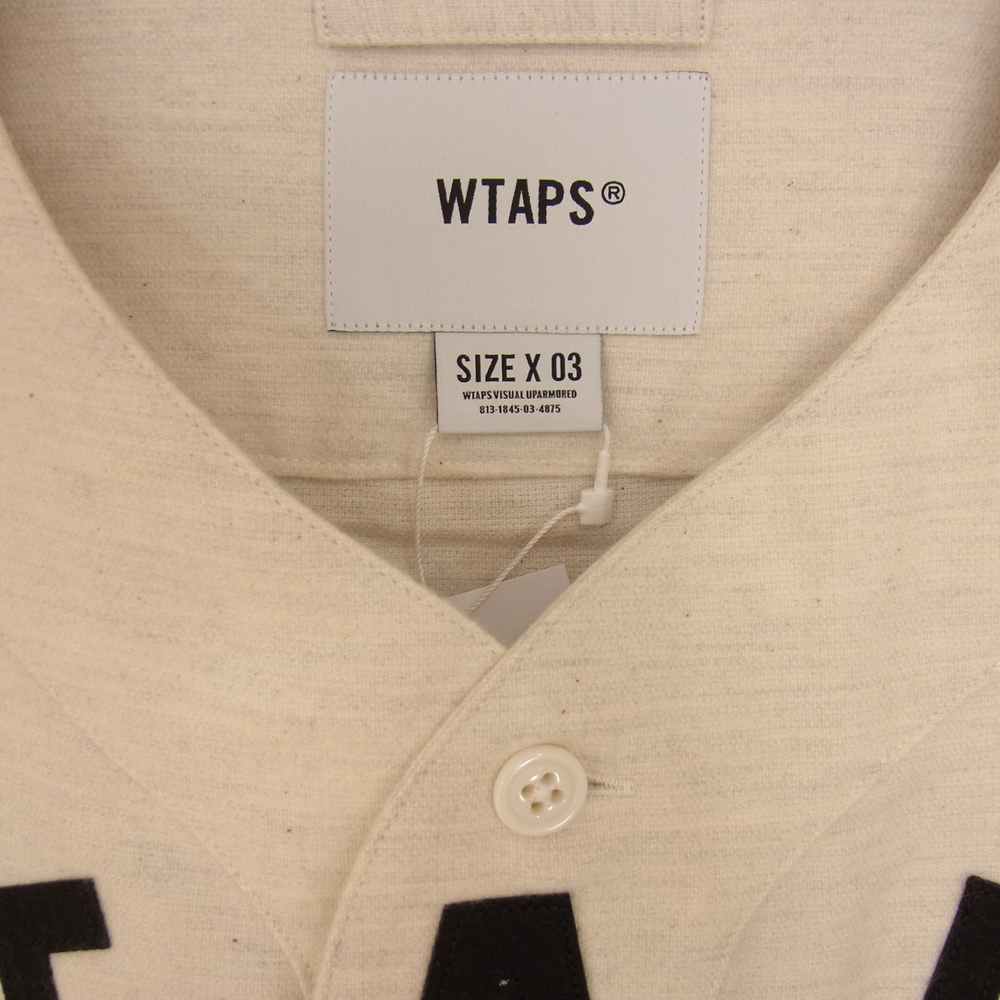 WTAPS®
SIZE X 03
WTAPS VISUAL UPARMORED
813-1845-03-4875